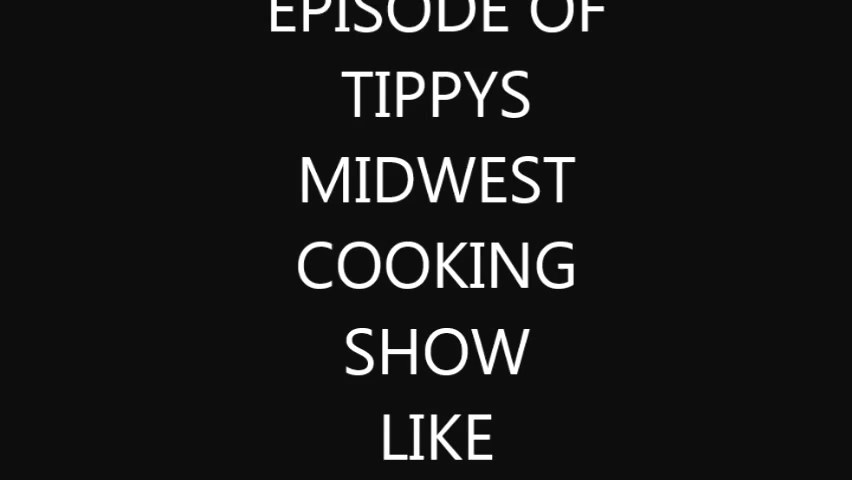 EPISODE OF
TIPPYS
MIDWEST
COOKING
SHOW
LIKE